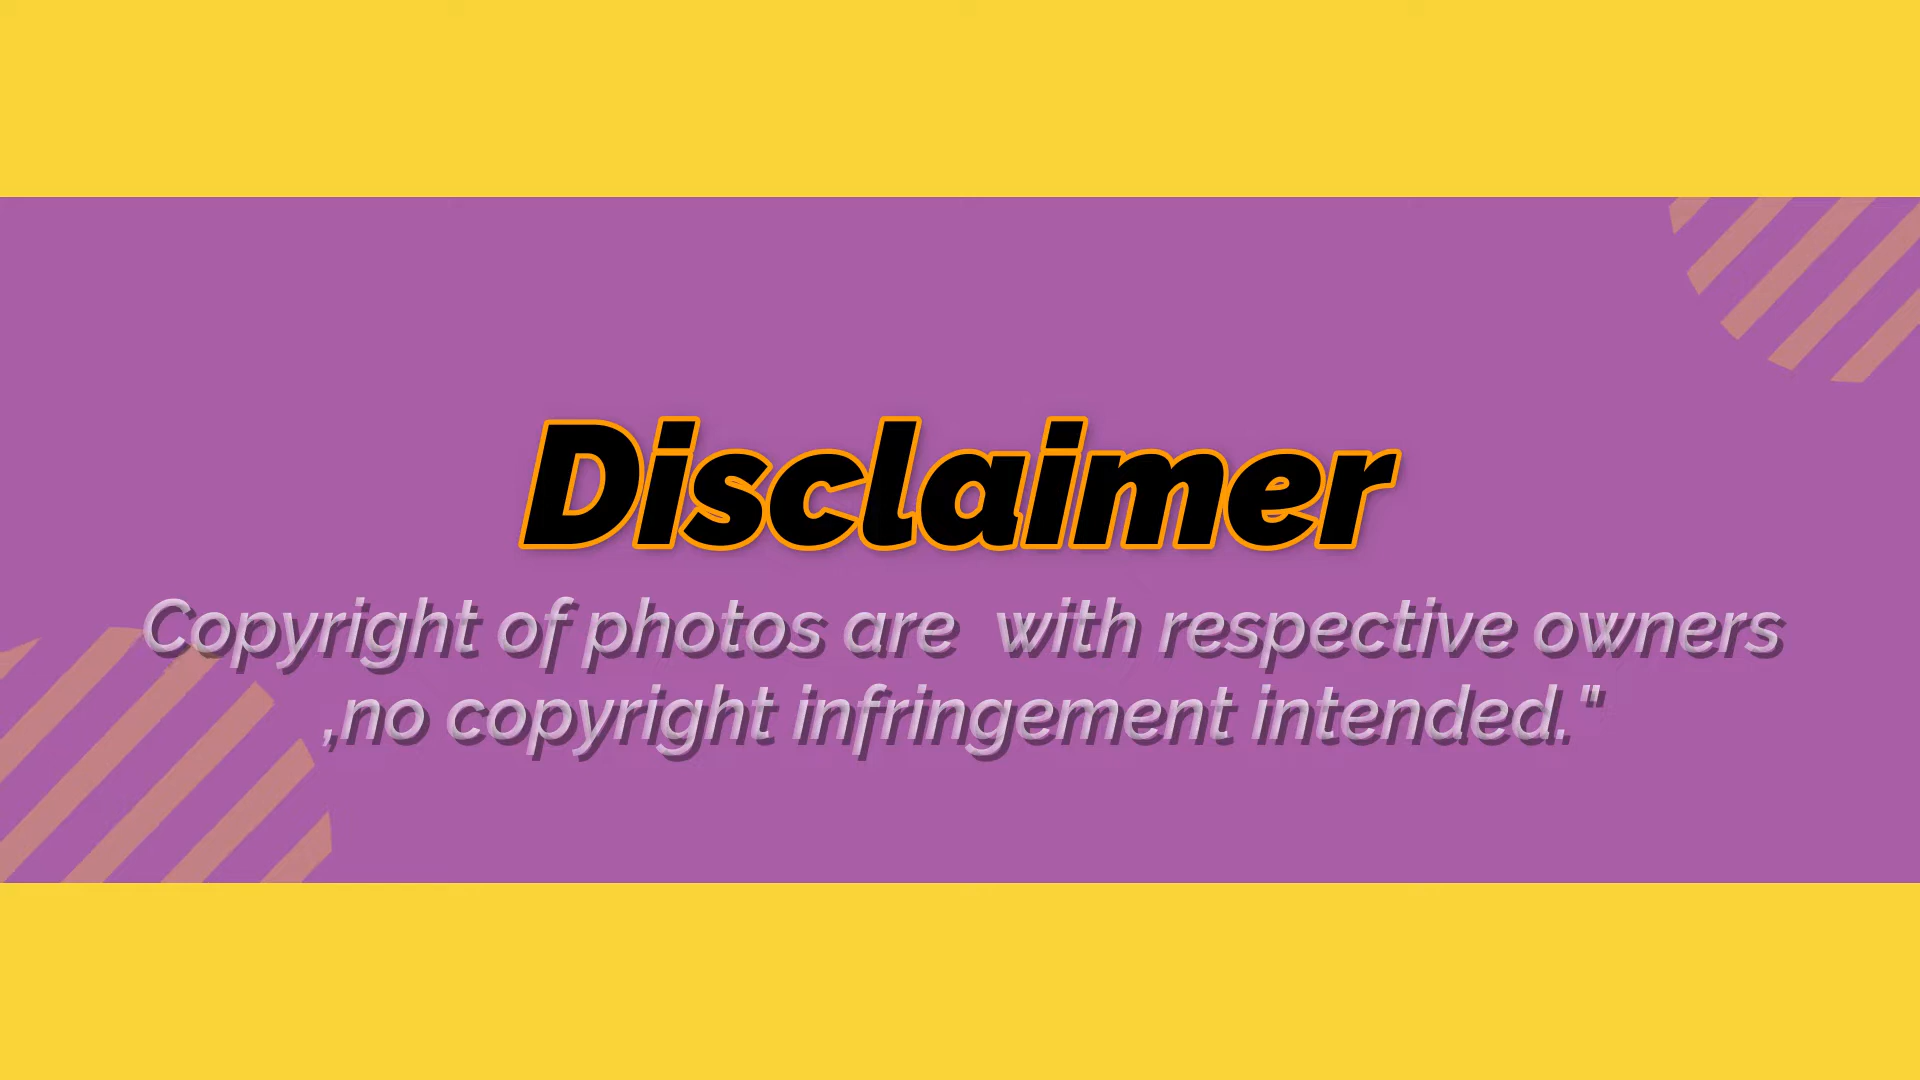 Disclaimer
Copyright of photos are  with respective owners
,no copyright infringement intended."